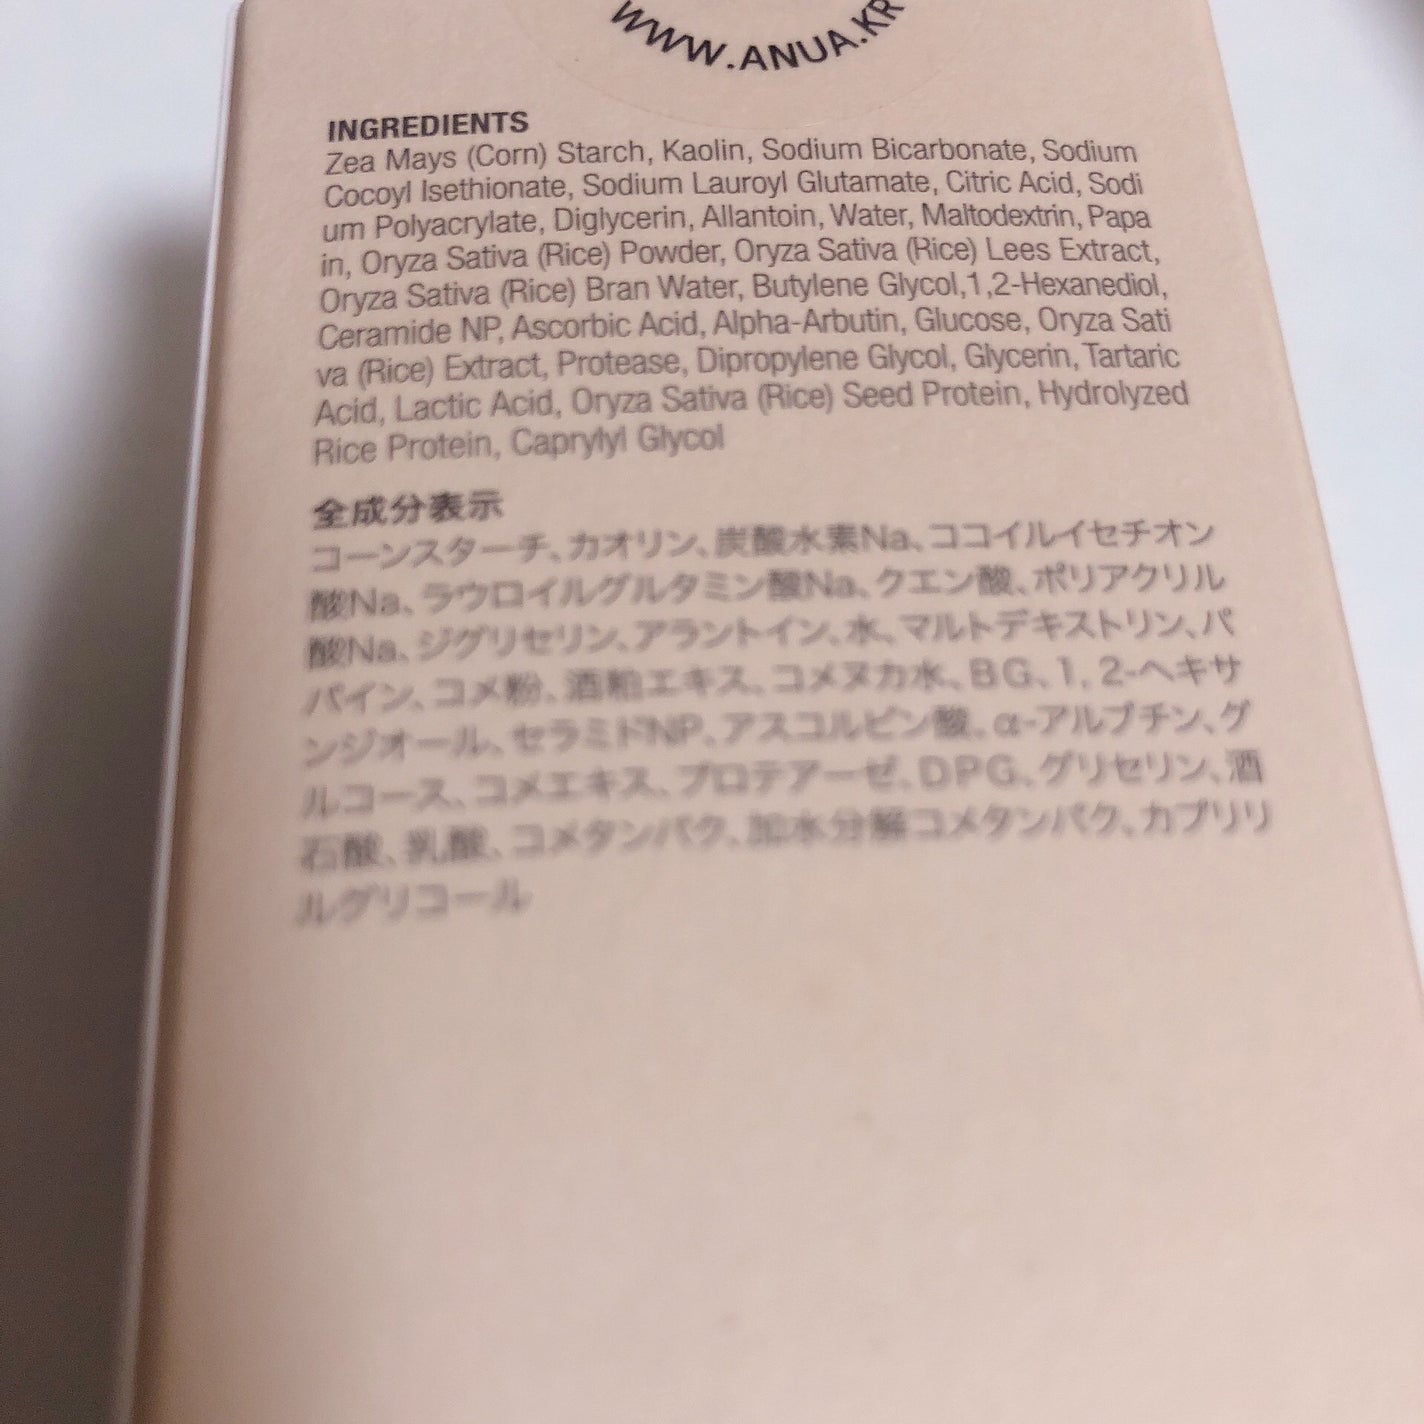 WWW.ANUA.KR
INGREDIENTS
Zea Mays (Corn) Starch, Kaolin, Sodium Bicarbonate, Sodium
Cocoyl Isethionate, Sodium Lauroyl Glutamate, Citric Acid, Sodi
um Polyacrylate, Diglycerin, Allantoin, Water, Maltodextrin, Papa
in, Oryza Sativa (Rice) Powder, Oryza Sativa (Rice) Lees Extract,
Oryza Sativa (Rice) Bran Water, Butylene Glycol,1,2-Hexanediol,
Ceramide NP, Ascorbic Acid, Alpha-Arbutin, Glucose, Oryza Sati
va (Rice) Extract, Protease, Dipropylene Glycol, Glycerin, Tartaric
Acid, Lactic Acid, Oryza Sativa (Rice) Seed Protein, Hydrolyzed
Rice Protein, Caprylyl Glycol
全成分表示
コーンスターチ、カオリン、炭酸水素Na、ココイルイセチオン
酸Na、ラウロイルグルタミン酸Na、クエン酸、ポリアクリル
酸Na、ジグリセリン、アラントイン、水、マルトデキストリン、パ
パイン、コメ粉、酒粕エキス、コメヌカ水、BG、1, 2-ヘキサ
ンジオール、セラミドNP、アスコルビン酸、α-アルブチン、グ
ルコース、コメエキス、プロテアーゼ、DPG、グリセリン、酒
石酸、乳酸、コメタンパク、加水分解コメタンパク、カプリリ
ルグリコール